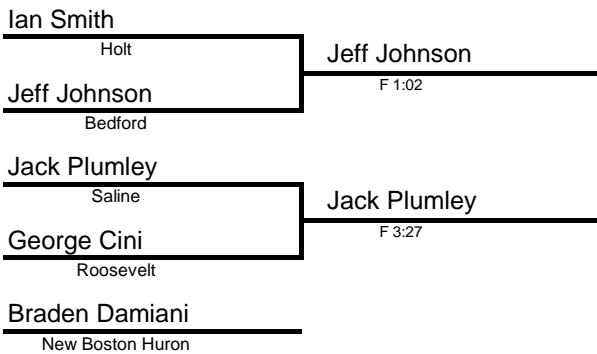 Ian Smith
Holt
Jeff Johnson
F 1:02
Jeff Johnson
Bedford
Jack Plumley
Saline
Jack Plumley
F 3:27
George Cini
Roosevelt
Braden Damiani
New Boston Huron